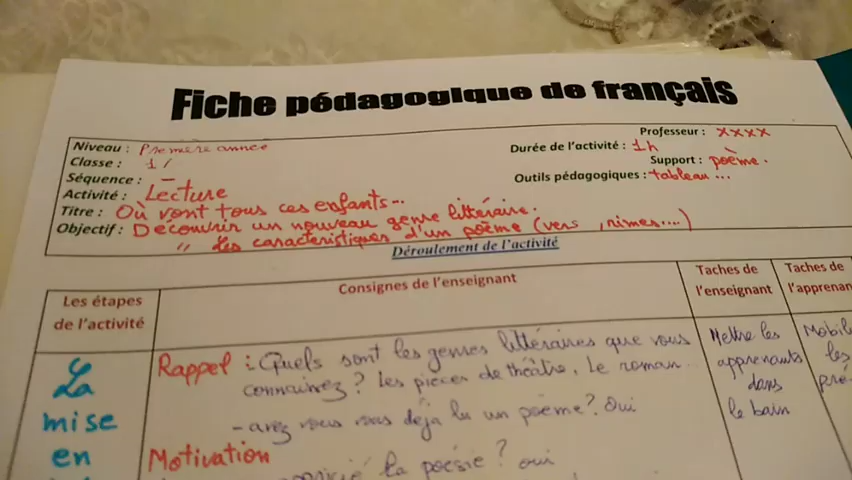 Fiche pédagogique de français
Professeur : xxxx
Niveau : Première année
Durée de l'activité : 1h
Classe : 1/
Support : poème.
Séquence : —
Outils pédagogiques : tableau...
Activité : Lecture
Titre : Où vont tous ces enfants...
Objectif : Découvrir un nouveau genre littéraire.
" les caractéristiques d'un poème (vers, rimes....)
Déroulement de l'activité
Les étapes de l'activité
Consignes de l'enseignant
Taches de l'enseignant
Taches de l'apprenan
La
mise
en
Rappel : Quels sont les genres littéraires que vous
connaissez? Les pièces de théâtre, Le roman.
- avez vous déjà lu un poème? Oui
Motivation
la poésie? oui
Mettre les
apprenants
dans
le bain
Mobil
les
pré